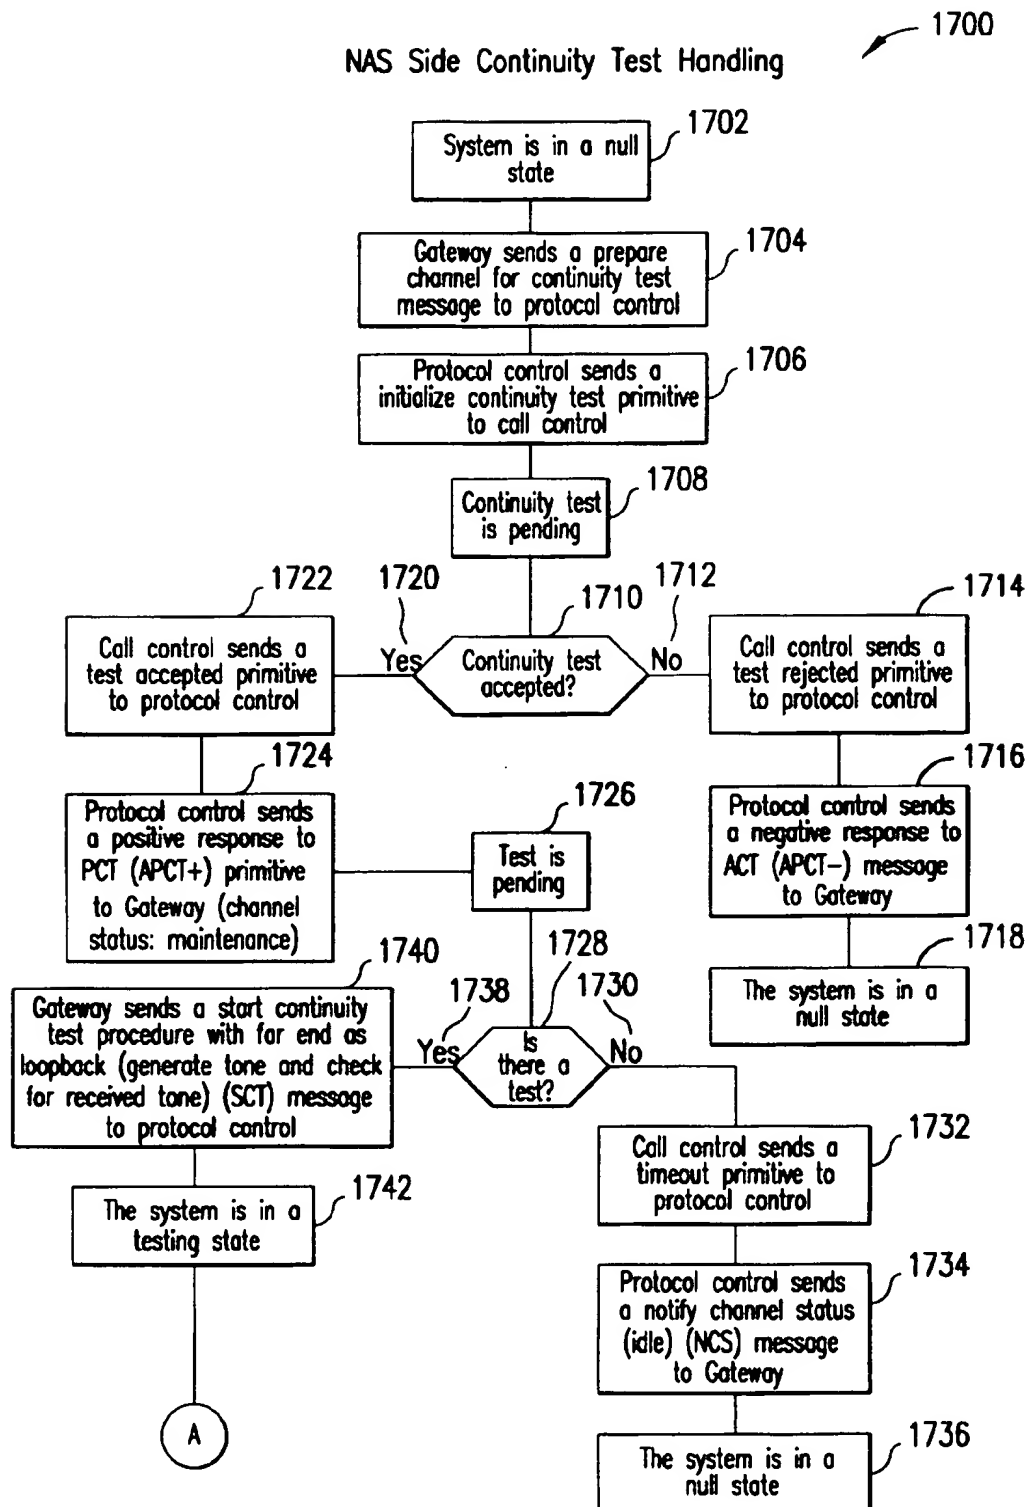 1700
NAS Side Continuity Test Handling
1702
System is in a null
state
1704
Gateway sends a prepare
channel for continuity test
message to protocol control
1706
Protocol control sends a
initialize continuity test primitive
to call control
1708
Continuity test
is pending
1710
Continuity test
accepted?
1720
Yes
1712
No
1722
Call control sends a
test accepted primitive
to protocol control
1714
Call control sends a
test rejected primitive
to protocol control
1724
Protocol control sends
a positive response to
PCT (APCT+) primitive
to Gateway (channel
status: maintenance)
1716
Protocol control sends
a negative response to
ACT (APCT-) message
to Gateway
1718
The system is in a
null state
1726
Test is
pending
1728
Is
there a
test?
1738
Yes
1730
No
1740
Gateway sends a start continuity
test procedure with far end as
loopback (generate tone and check
for received tone) (SCT) message
to protocol control
1742
The system is in a
testing state
A
1732
Call control sends a
timeout primitive to
protocol control
1734
Protocol control sends
a notify channel status
(idle) (NCS) message
to Gateway
1736
The system is in a
null state